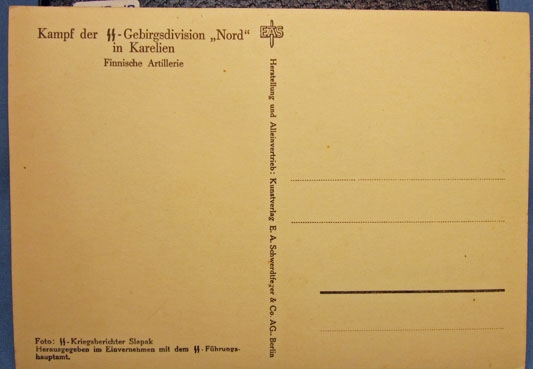 Kampf der ᛋᛋ-Gebirgsdivision „Nord“
in Karelien
Finnische Artillerie
EAS
Herstellung und Alleinvertrieb: Kunstverlag E. A. Schwerdtfeger & Co. AG., Berlin
Foto: ᛋᛋ-Kriegsberichter Slapak
Herausgegeben im Einvernehmen mit dem ᛋᛋ-Führungs-
hauptamt.